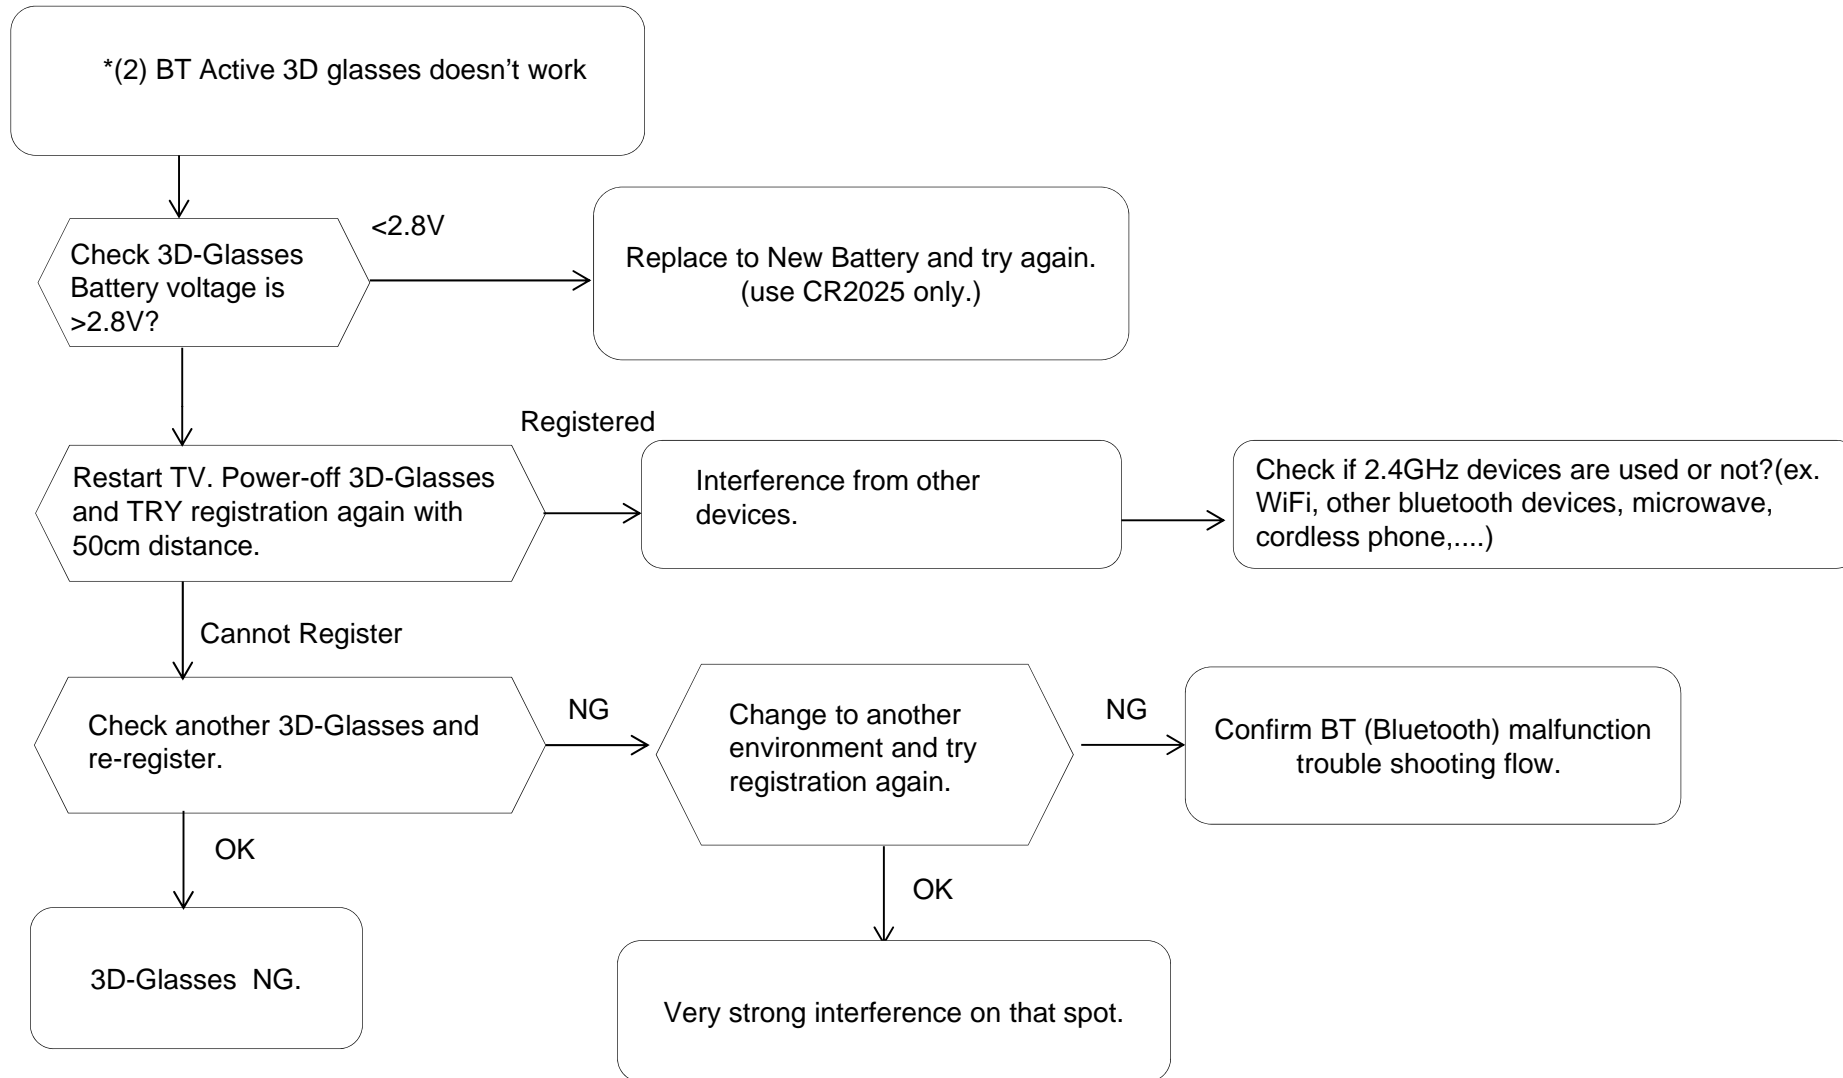 *(2) BT Active 3D glasses doesn’t work
<2.8V
Check 3D-Glasses
Battery voltage is
>2.8V?
Replace to New Battery and try again.
(use CR2025 only.)
Registered
Restart TV. Power-off 3D-Glasses
and TRY registration again with
50cm distance.
Interference from other
devices.
Check if 2.4GHz devices are used or not?(ex.
WiFi, other bluetooth devices, microwave,
cordless phone,....)
Cannot Register
Check another 3D-Glasses and
re-register.
NG
Change to another
environment and try
registration again.
NG
Confirm BT (Bluetooth) malfunction
trouble shooting flow.
OK
OK
3D-Glasses  NG.
Very strong interference on that spot.